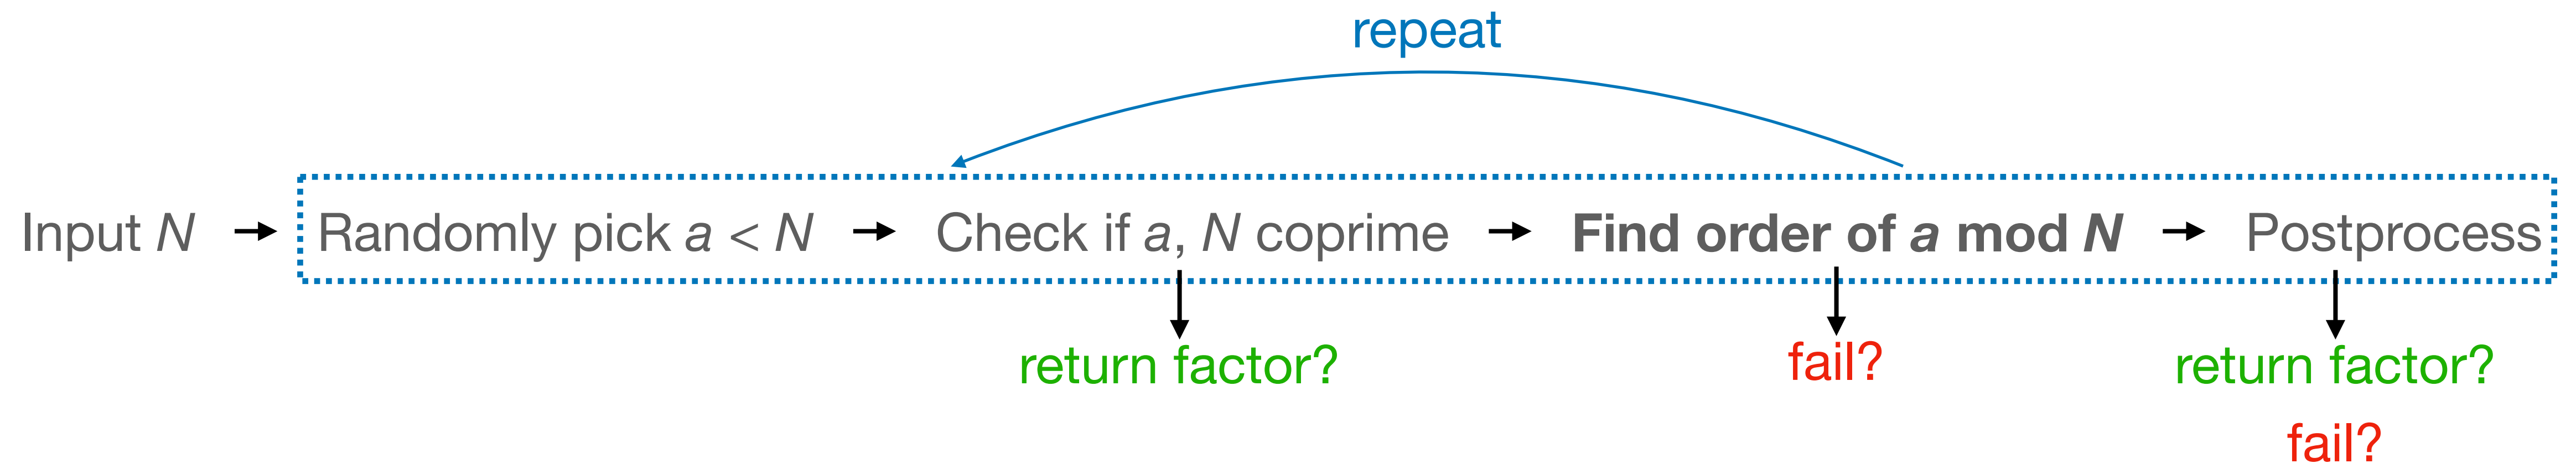 repeat
Input N → Randomly pick a < N → Check if a, N coprime → Find order of a mod N → Postprocess
return factor? fail? return factor?
fail?